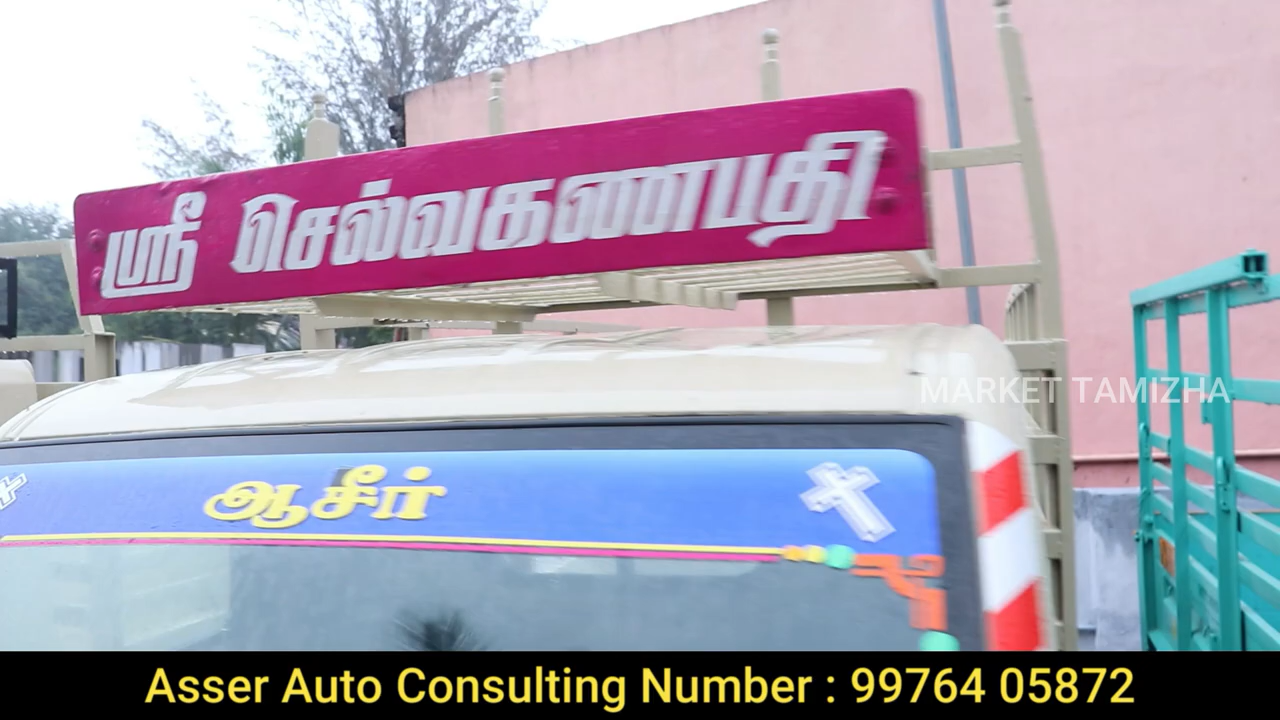 ஸ்ரீ செல்வகணபதி
MARKET TAMIZHA
ஆசீர்
Asser Auto Consulting Number : 99764 05872